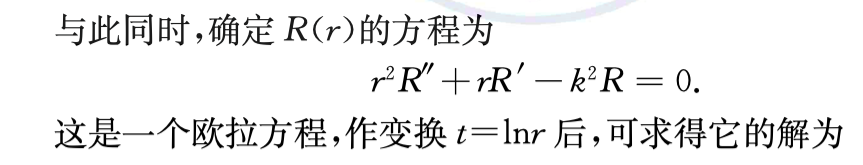 与此同时,确定 R(r)的方程为
r²R″+rR′−k²R = 0.
这是一个欧拉方程,作变换 t=lnr 后,可求得它的解为